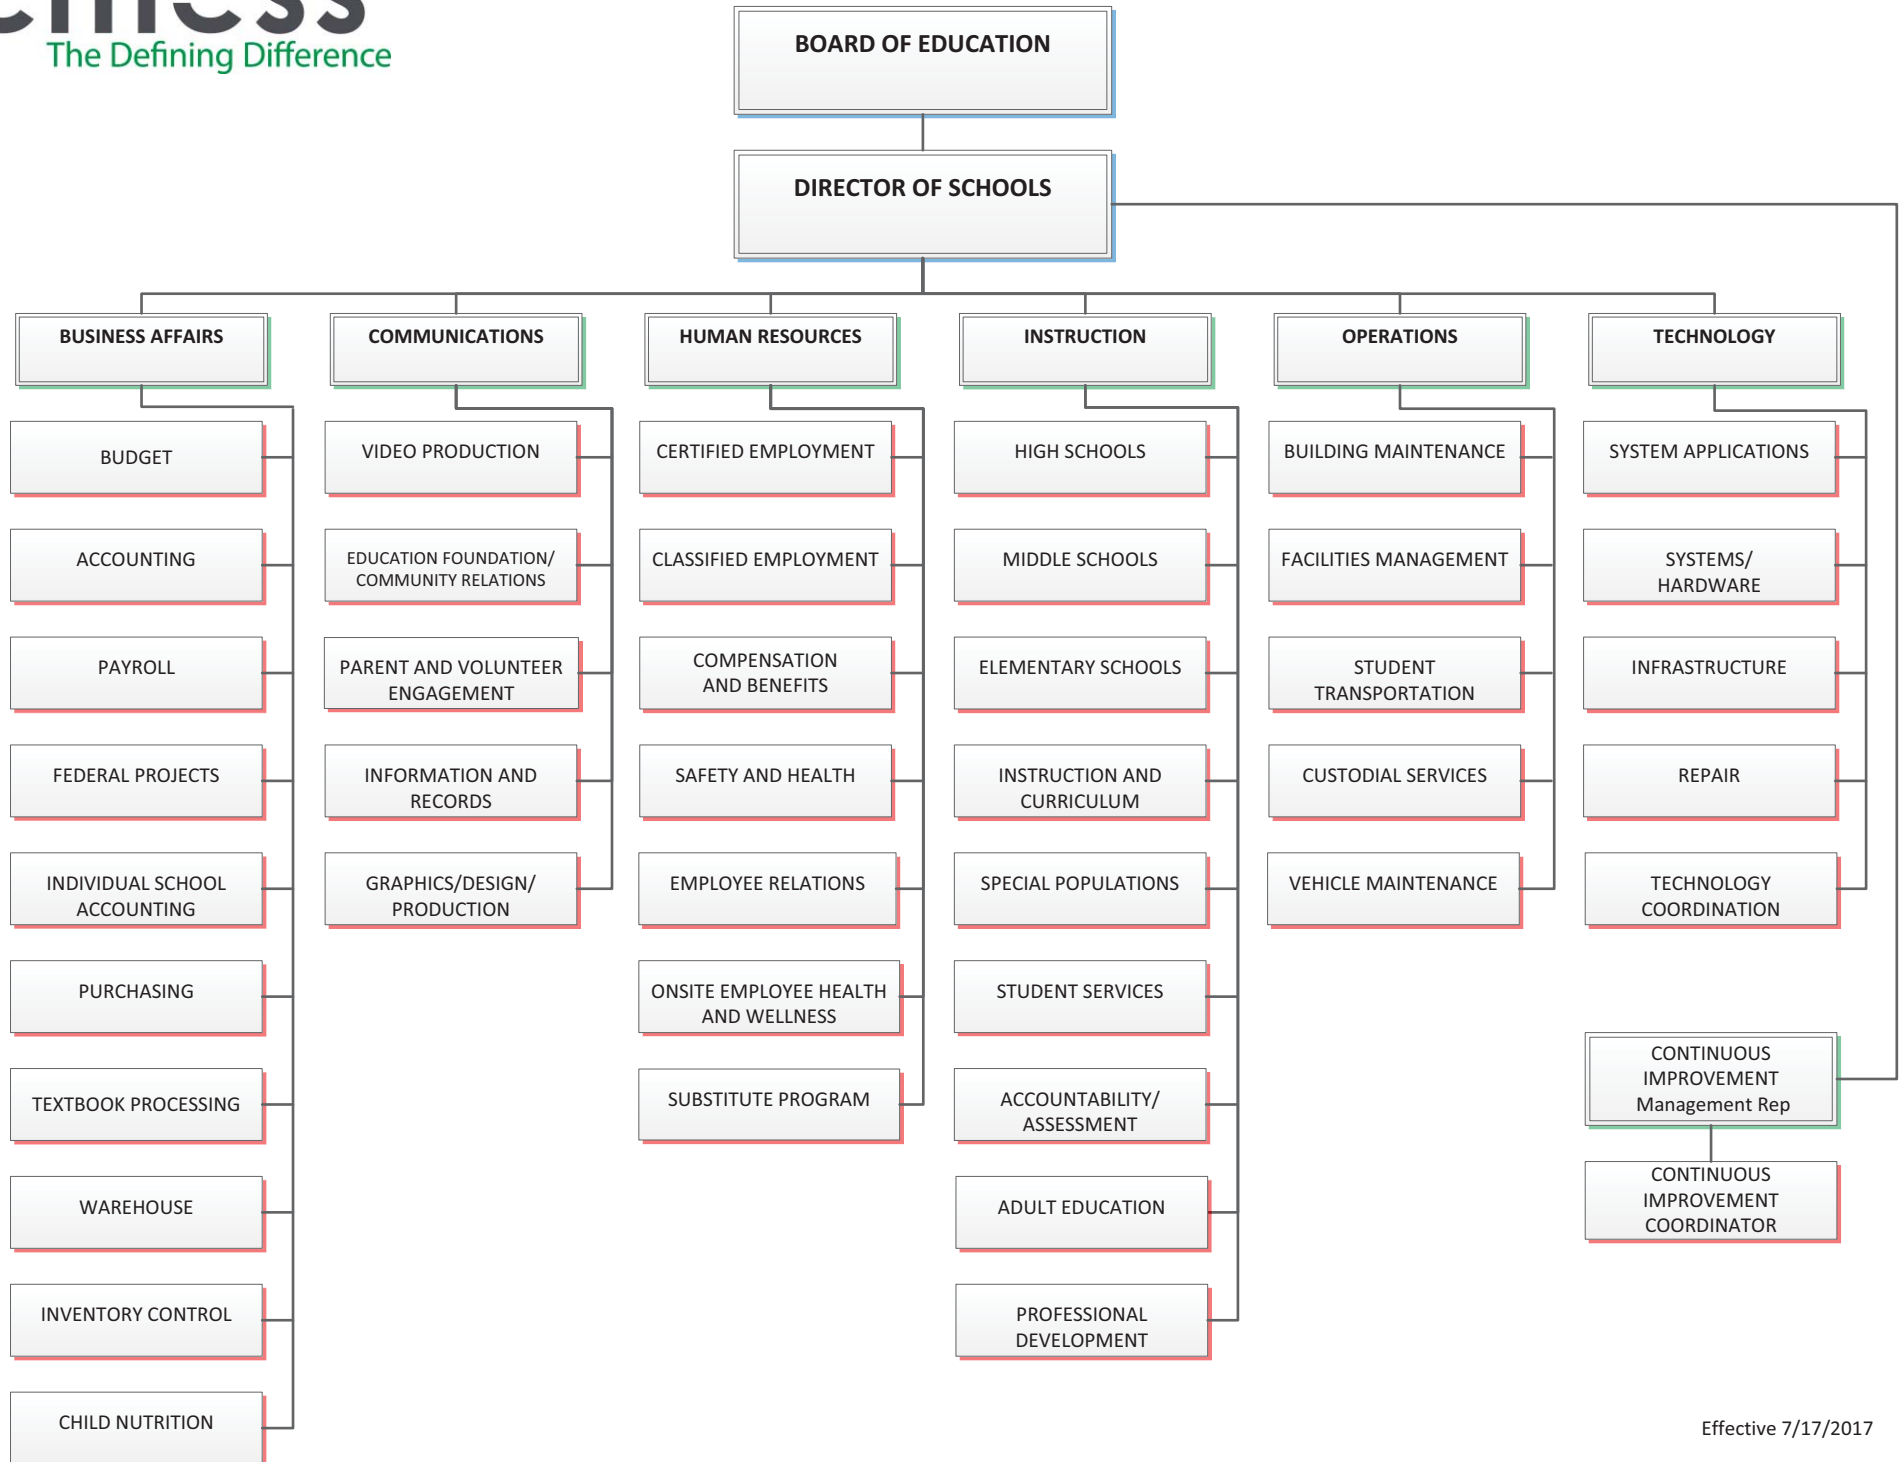 cmcss
The Defining Difference
BOARD OF EDUCATION
DIRECTOR OF SCHOOLS
BUSINESS AFFAIRS
BUDGET
ACCOUNTING
PAYROLL
FEDERAL PROJECTS
INDIVIDUAL SCHOOL
ACCOUNTING
PURCHASING
TEXTBOOK PROCESSING
WAREHOUSE
INVENTORY CONTROL
CHILD NUTRITION
COMMUNICATIONS
VIDEO PRODUCTION
EDUCATION FOUNDATION/
COMMUNITY RELATIONS
PARENT AND VOLUNTEER
ENGAGEMENT
INFORMATION AND
RECORDS
GRAPHICS/DESIGN/
PRODUCTION
HUMAN RESOURCES
CERTIFIED EMPLOYMENT
CLASSIFIED EMPLOYMENT
COMPENSATION
AND BENEFITS
SAFETY AND HEALTH
EMPLOYEE RELATIONS
ONSITE EMPLOYEE HEALTH
AND WELLNESS
SUBSTITUTE PROGRAM
INSTRUCTION
HIGH SCHOOLS
MIDDLE SCHOOLS
ELEMENTARY SCHOOLS
INSTRUCTION AND
CURRICULUM
SPECIAL POPULATIONS
STUDENT SERVICES
ACCOUNTABILITY/
ASSESSMENT
ADULT EDUCATION
PROFESSIONAL
DEVELOPMENT
OPERATIONS
BUILDING MAINTENANCE
FACILITIES MANAGEMENT
STUDENT
TRANSPORTATION
CUSTODIAL SERVICES
VEHICLE MAINTENANCE
TECHNOLOGY
SYSTEM APPLICATIONS
SYSTEMS/
HARDWARE
INFRASTRUCTURE
REPAIR
TECHNOLOGY
COORDINATION
CONTINUOUS
IMPROVEMENT
Management Rep
CONTINUOUS
IMPROVEMENT
COORDINATOR
Effective 7/17/2017